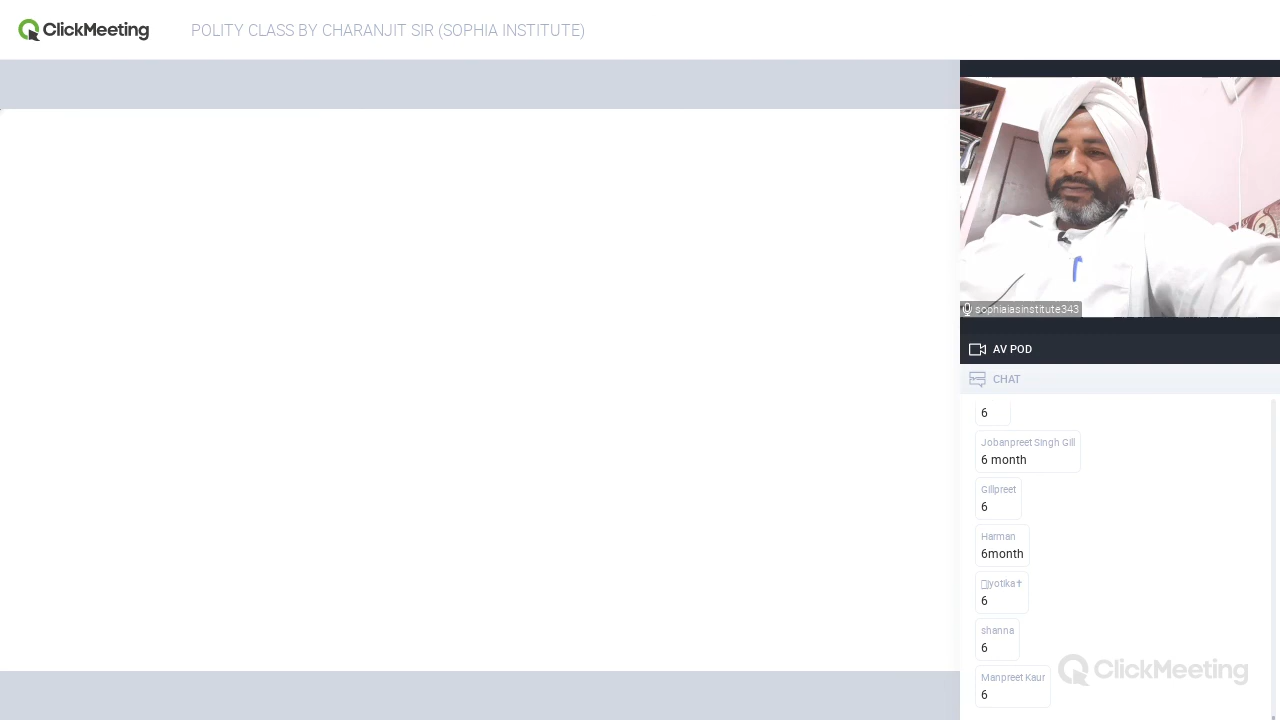 ClickMeeting
POLITY CLASS BY CHARANJIT SIR (SOPHIA INSTITUTE)
sophiaiasinstitute343
AV POD
CHAT
6
Jobanpreet Singh Gill
6 month
Gillpreet
6
Harman
6month
Jyotika✝
6
shanna
6
Manpreet Kaur
6
ClickMeeting